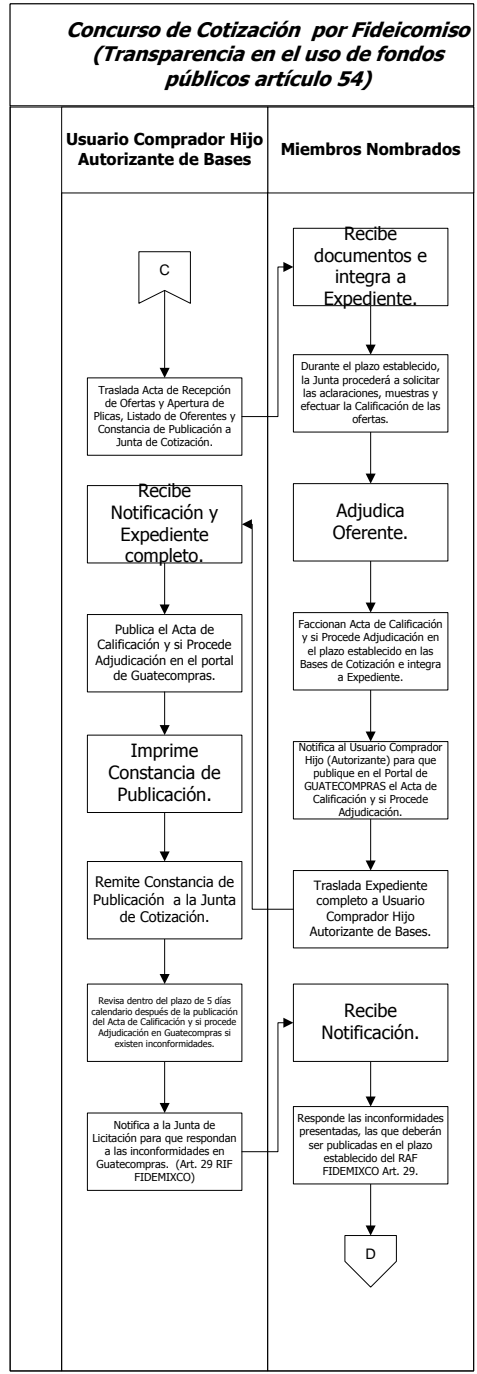 Concurso de Cotización por Fideicomiso
(Transparencia en el uso de fondos
públicos artículo 54)
Usuario Comprador Hijo
Autorizante de Bases
Miembros Nombrados
C
Traslada Acta de Recepción
de Ofertas y Apertura de
Plicas, Listado de Oferentes y
Constancia de Publicación a
Junta de Cotización.
Recibe
documentos e
integra a
Expediente.
Durante el plazo establecido,
la Junta procederá a solicitar
las aclaraciones, muestras y
efectuar la Calificación de las
ofertas.
Adjudica
Oferente.
Faccionan Acta de Calificación
y si Procede Adjudicación en
el plazo establecido en las
Bases de Cotización e integra
a Expediente.
Notifica al Usuario Comprador
Hijo (Autorizante) para que
publique en el Portal de
GUATECOMPRAS el Acta de
Calificación y si Procede
Adjudicación.
Traslada Expediente
completo a Usuario
Comprador Hijo
Autorizante de Bases.
Recibe
Notificación y
Expediente
completo.
Publica el Acta de
Calificación y si Procede
Adjudicación en el portal
de Guatecompras.
Imprime
Constancia de
Publicación.
Remite Constancia de
Publicación a la Junta
de Cotización.
Revisa dentro del plazo de 5 días
calendario después de la publicación
del Acta de Calificación y si procede
Adjudicación en Guatecompras si
existen inconformidades.
Notifica a la Junta de
Licitación para que respondan
a las inconformidades en
Guatecompras. (Art. 29 RIF
FIDEMIXCO)
Recibe
Notificación.
Responde las inconformidades
presentadas, las que deberán
ser publicadas en el plazo
establecido del RAF
FIDEMIXCO Art. 29.
D